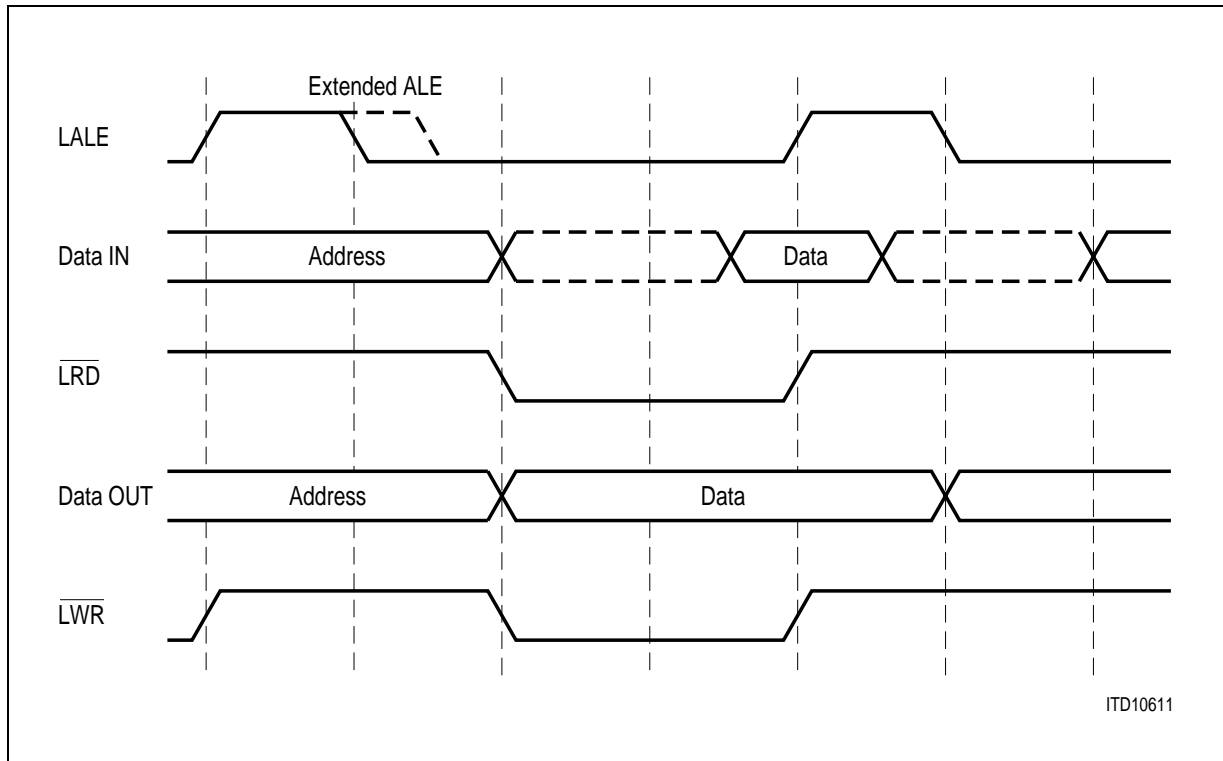 Extended ALE
LALE
Data IN
Address
Data
LRD
Data OUT
Address
Data
LWR
ITD10611